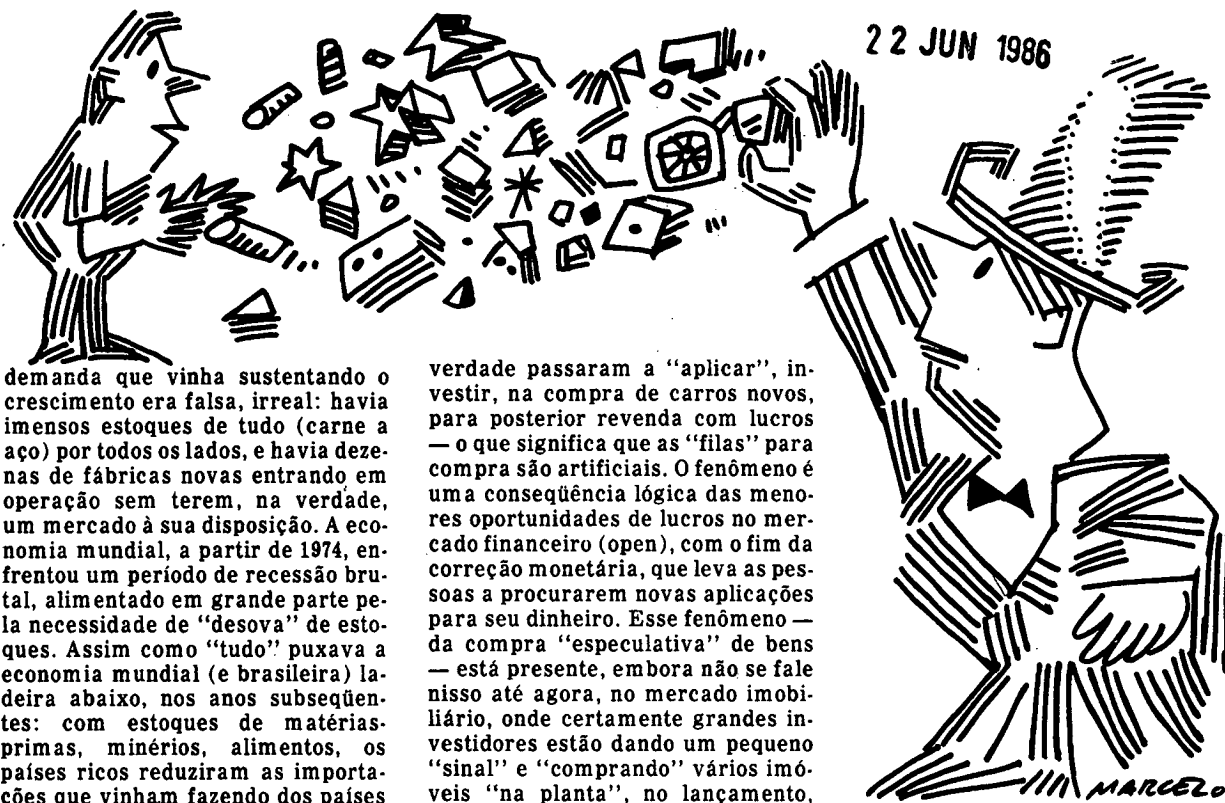 22 JUN 1986
demanda que vinha sustentando o
crescimento era falsa, irreal: havia
imensos estoques de tudo (carne a
aço) por todos os lados, e havia deze-
nas de fábricas novas entrando em
operação sem terem, na verdade,
um mercado à sua disposição. A eco-
nomia mundial, a partir de 1974, en-
frentou um período de recessão bru-
tal, alimentado em grande parte pe-
la necessidade de “desova” de esto-
ques. Assim como “tudo” puxava a
economia mundial (e brasileira) la-
deira abaixo, nos anos subseqüen-
tes: com estoques de matérias-
primas, minérios, alimentos, os
países ricos reduziram as importa-
ções que vinham fazendo dos países
verdade passaram a “aplicar”, in-
vestir, na compra de carros novos,
para posterior revenda com lucros
— o que significa que as “filas” para
compra são artificiais. O fenômeno é
uma conseqüência lógica das meno-
res oportunidades de lucros no mer-
cado financeiro (open), com o fim da
correção monetária, que leva as pes-
soas a procurarem novas aplicações
para seu dinheiro. Esse fenômeno —
da compra “especulativa” de bens
— está presente, embora não se fale
nisso até agora, no mercado imobi-
liário, onde certamente grandes in-
vestidores estão dando um pequeno
“sinal” e “comprando” vários imó-
veis “na planta”, no lançamento,
MARCELO